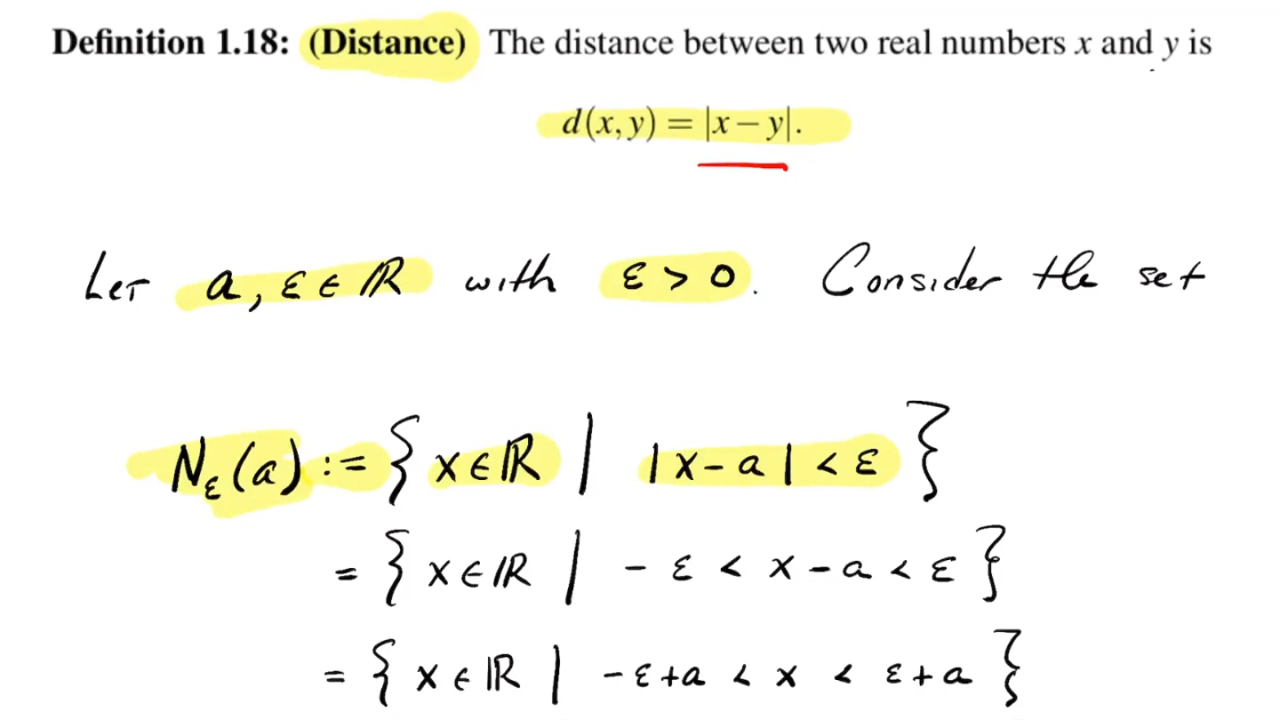 Definition 1.18: (Distance) The distance between two real numbers x and y is
d(x,y) = |x − y|.
Let a, ε ∈ ℝ with ε > 0. Consider the set
N_ε(a) := { x ∈ ℝ | |x - a| < ε }
= { x ∈ ℝ | - ε < x - a < ε }
= { x ∈ ℝ | - ε + a < x < ε + a }